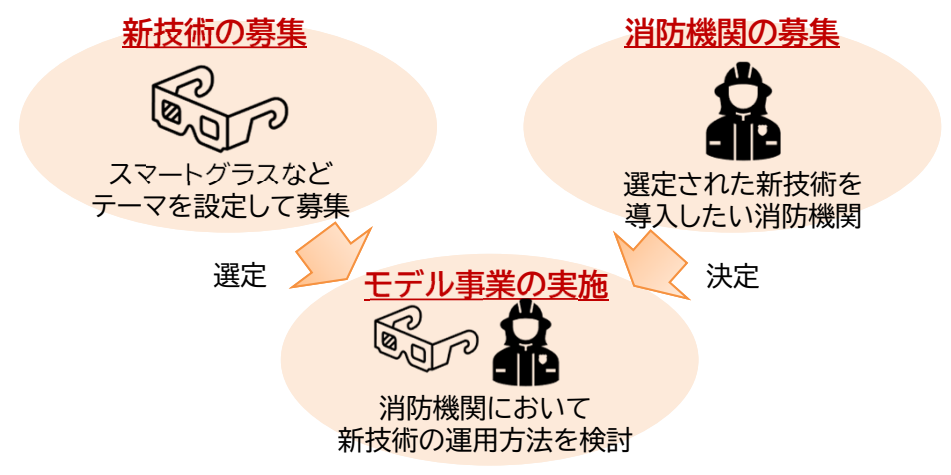 新技術の募集
スマートグラスなど
テーマを設定して募集
消防機関の募集
選定された新技術を
導入したい消防機関
選定
決定
モデル事業の実施
消防機関において
新技術の運用方法を検討